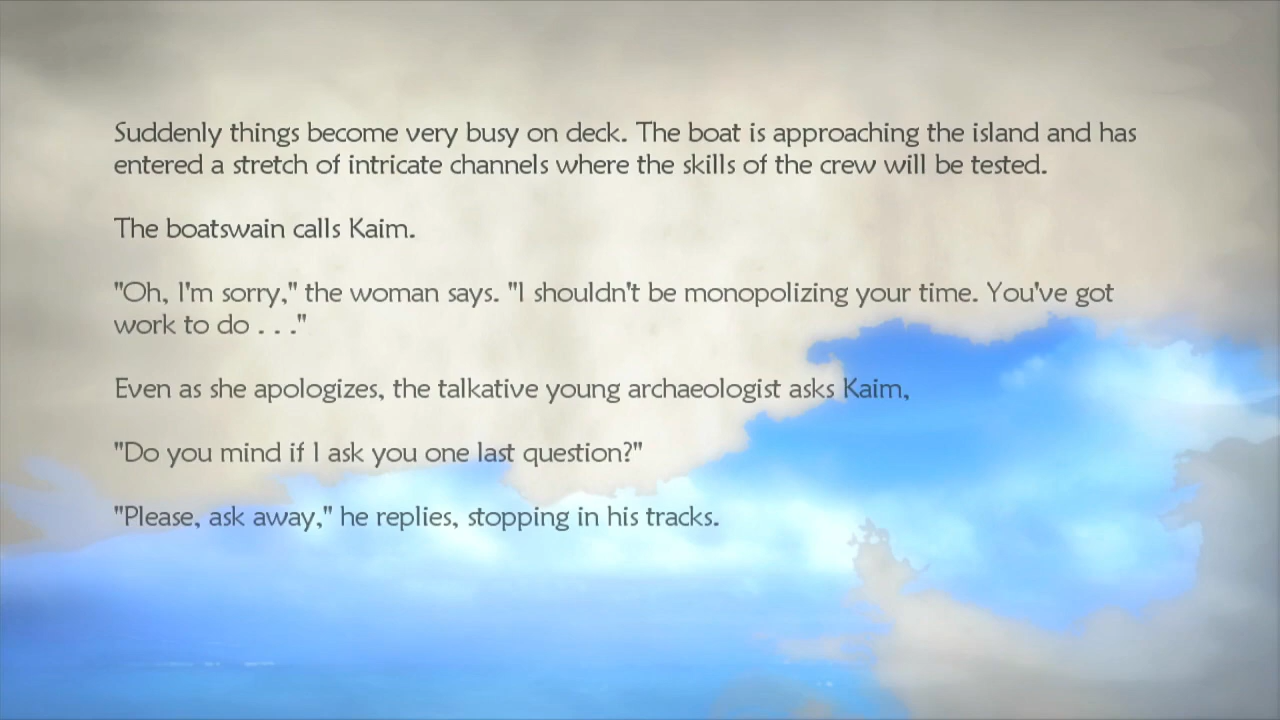 Suddenly things become very busy on deck. The boat is approaching the island and has
entered a stretch of intricate channels where the skills of the crew will be tested.
The boatswain calls Kaim.
"Oh, I'm sorry," the woman says. "I shouldn't be monopolizing your time. You've got
work to do . . ."
Even as she apologizes, the talkative young archaeologist asks Kaim,
"Do you mind if I ask you one last question?"
"Please, ask away," he replies, stopping in his tracks.